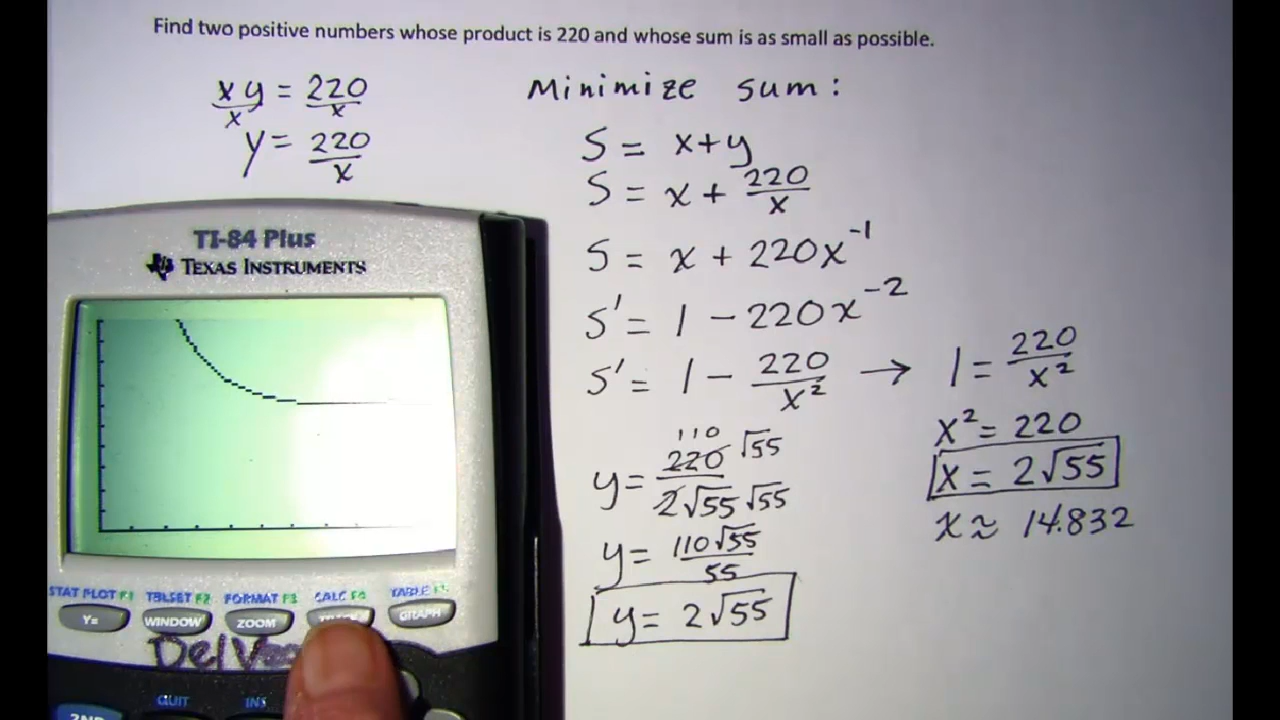 Find two positive numbers whose product is 220 and whose sum is as small as possible.
xy/x = 220/x
y = 220/x
Minimize sum:
S = x+y
S = x + 220/x
S = x + 220x⁻¹
S' = 1 - 220x⁻²
S' = 1 - 220/x² → 1 = 220/x²
x² = 220
x = 2√55
x ≈ 14.832
110
y = 220 √55 / 2√55 √55
y = 110√55 / 55
y = 2√55
TI-84 Plus
TEXAS INSTRUMENTS
STAT PLOT F1 TBLSET F2 FORMAT F3 CALC F4 TABLE F5
Y= WINDOW ZOOM TRACE GRAPH
QUIT INS
2ND